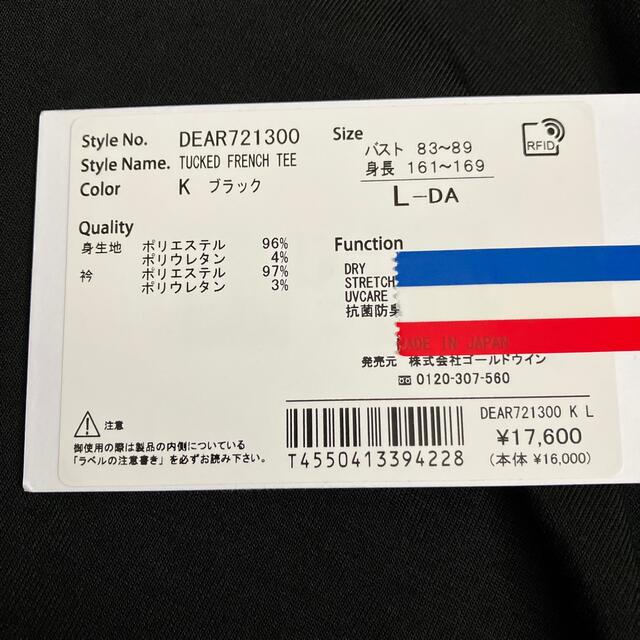 Style No. DEAR721300
Style Name. TUCKED FRENCH TEE
Color K ブラック
Size
バスト 83~89
身長 161~169
L-DA
RFID
Quality
身生地 ポリエステル 96%
ポリウレタン 4%
衿 ポリエステル 97%
ポリウレタン 3%
Function
DRY
STRETCH
UVCARE
抗菌防臭
MADE IN JAPAN
発売元 株式会社ゴールドウイン
0120-307-560
注意
御使用の際は製品の内側についている
「ラベルの注意書き」を必ずお読み下さい。
T4550413394228
DEAR721300 K L
¥17,600
(本体 ¥16,000)